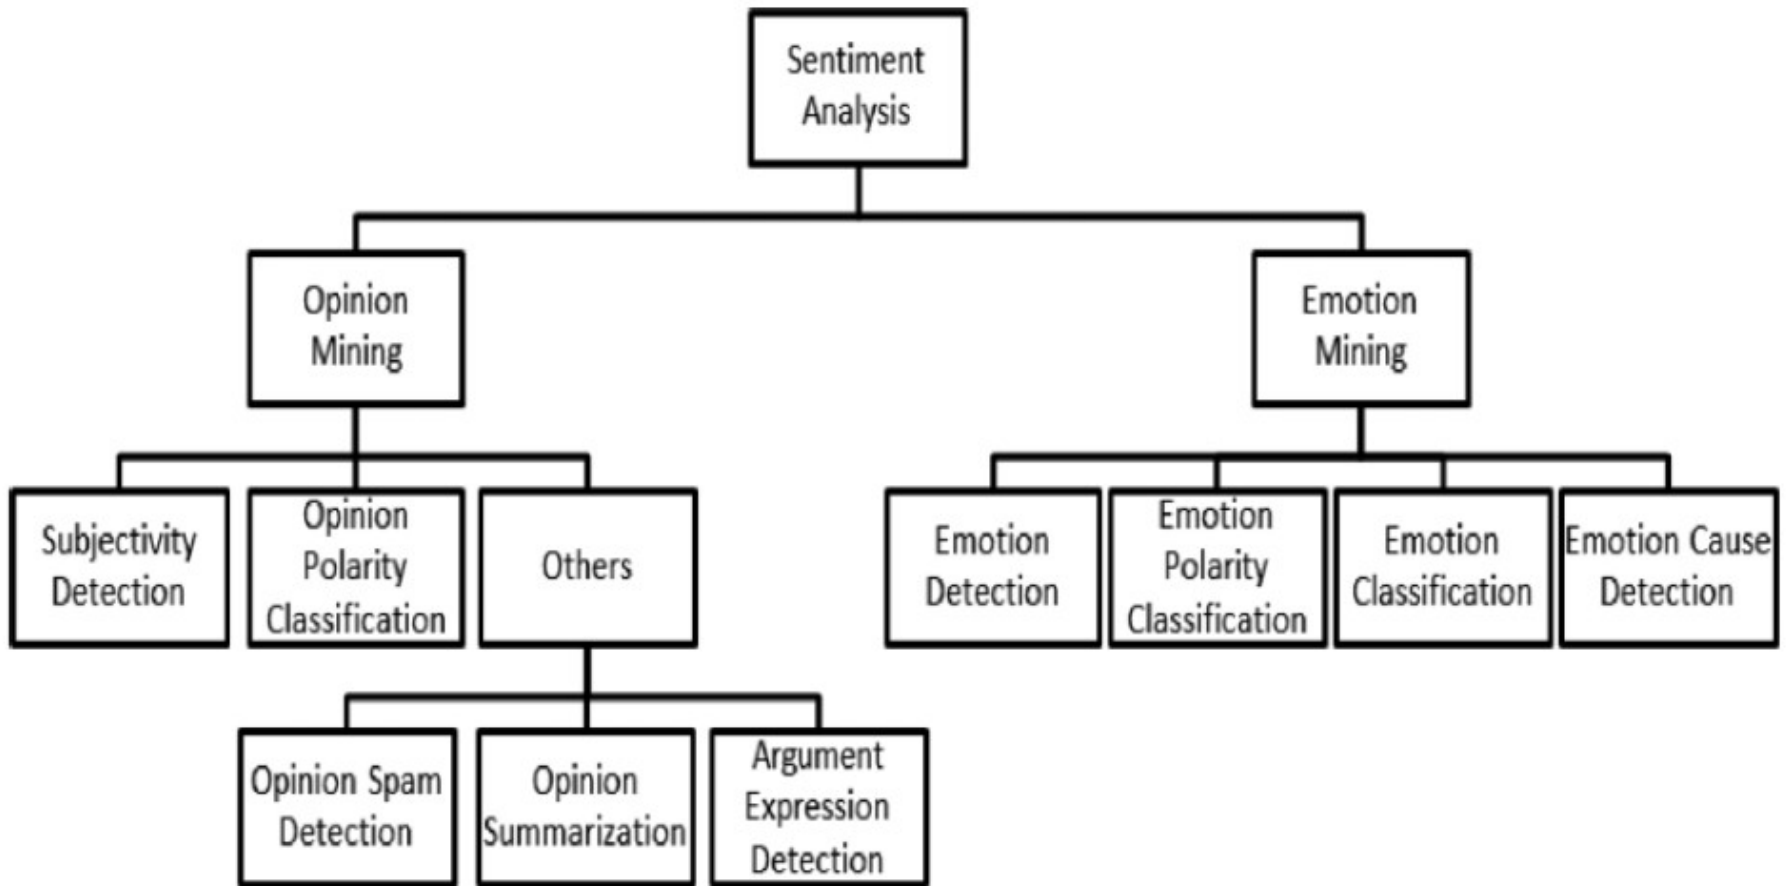 Sentiment
Analysis
Opinion
Mining
Emotion
Mining
Subjectivity
Detection
Opinion
Polarity
Classification
Others
Emotion
Detection
Emotion
Polarity
Classification
Emotion
Classification
Emotion Cause
Detection
Opinion Spam
Detection
Opinion
Summarization
Argument
Expression
Detection